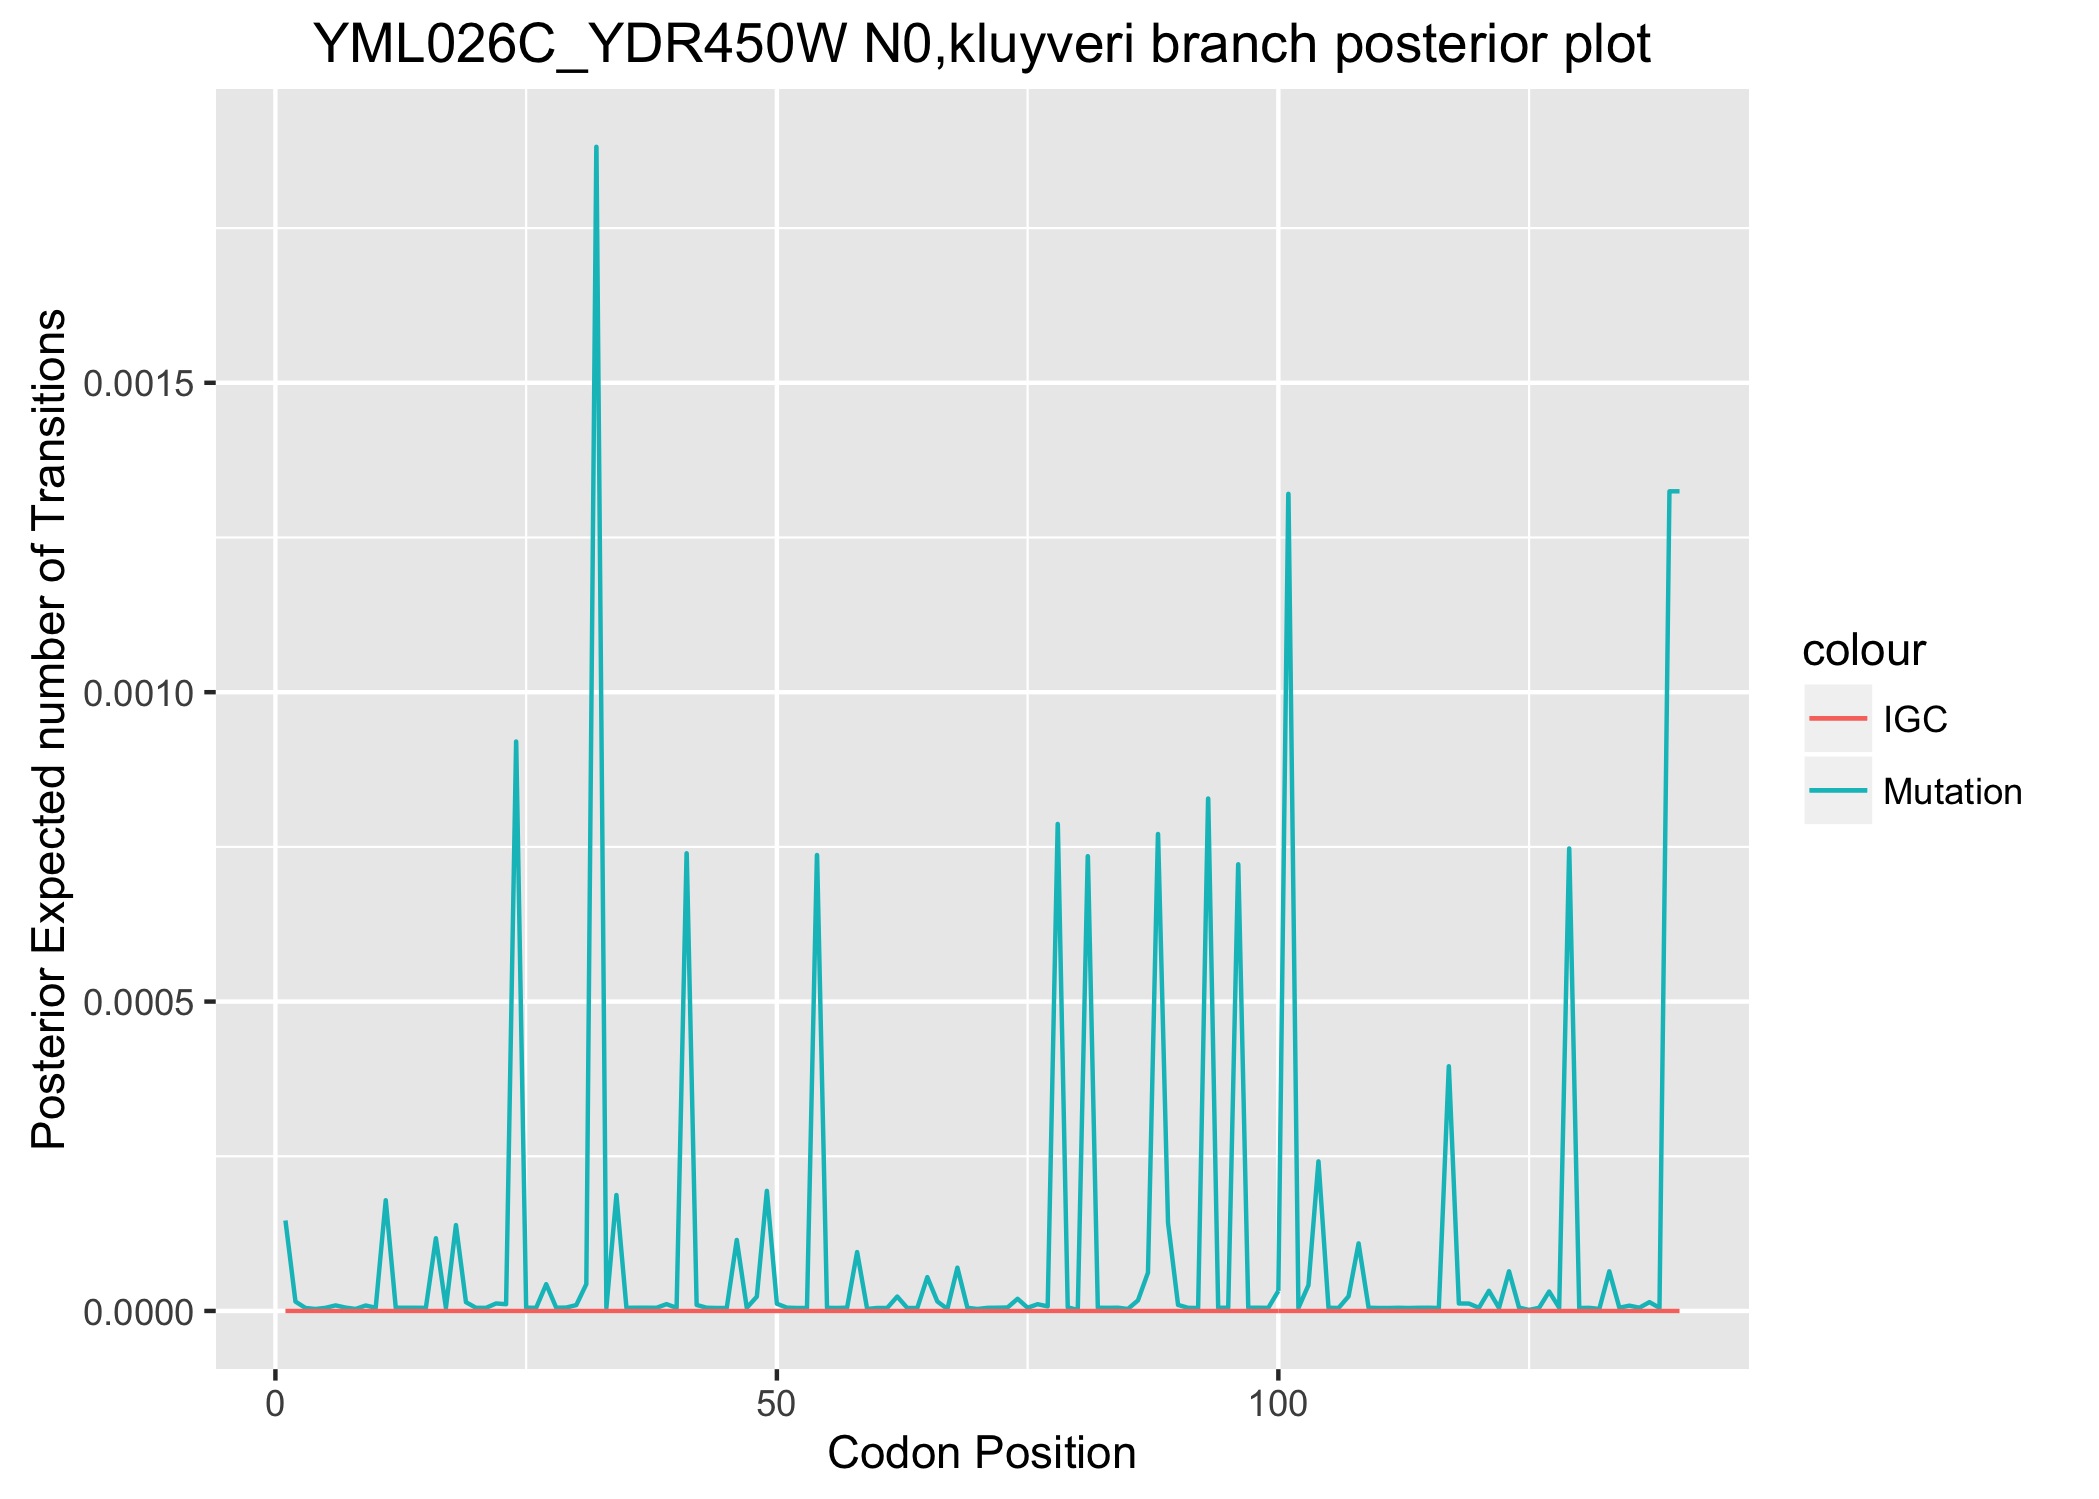 YML026C_YDR450W N0,kluyveri branch posterior plot
Posterior Expected number of Transitions
0.0015
0.0010
0.0005
0.0000
0
50
100
Codon Position
colour
IGC
Mutation